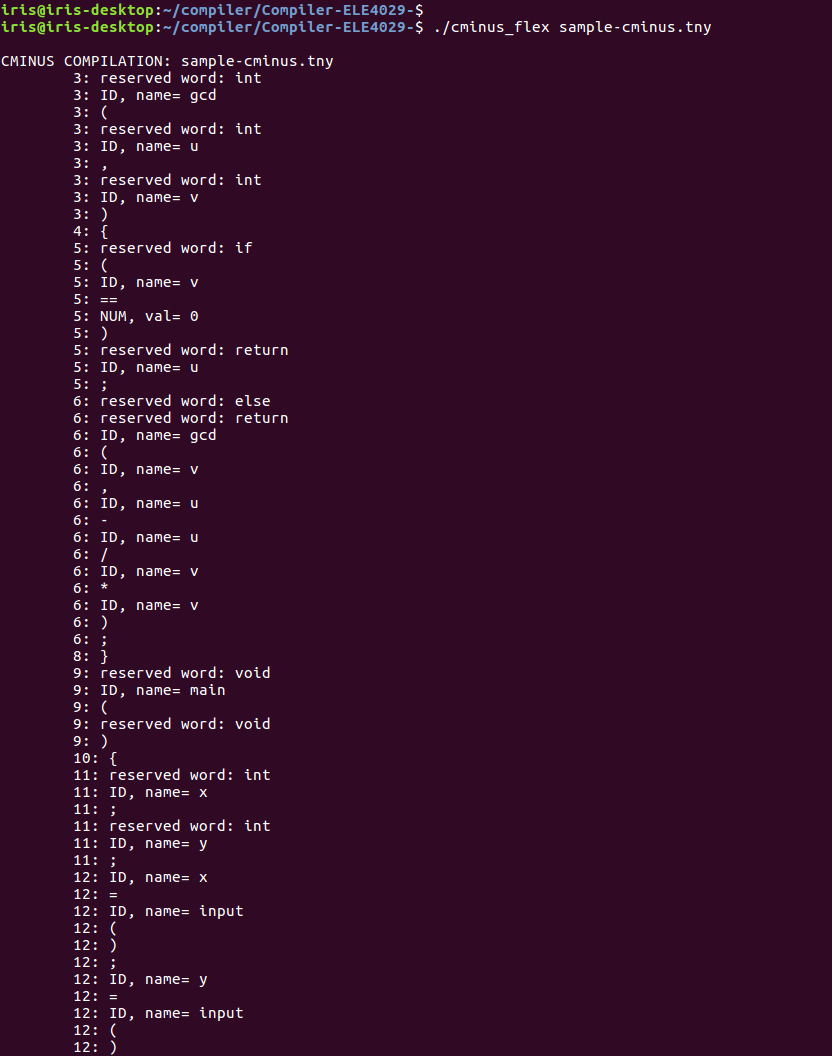 iris@iris-desktop:~/compiler/Compiler-ELE4029-$
iris@iris-desktop:~/compiler/Compiler-ELE4029-$ ./cminus_flex sample-cminus.tny

CMINUS COMPILATION: sample-cminus.tny
3: reserved word: int
3: ID, name= gcd
3: (
3: reserved word: int
3: ID, name= u
3: ,
3: reserved word: int
3: ID, name= v
3: )
4: {
5: reserved word: if
5: (
5: ID, name= v
5: ==
5: NUM, val= 0
5: )
5: reserved word: return
5: ID, name= u
5: ;
6: reserved word: else
6: reserved word: return
6: ID, name= gcd
6: (
6: ID, name= v
6: ,
6: ID, name= u
6: -
6: ID, name= u
6: /
6: ID, name= v
6: *
6: ID, name= v
6: )
6: ;
8: }
9: reserved word: void
9: ID, name= main
9: (
9: reserved word: void
9: )
10: {
11: reserved word: int
11: ID, name= x
11: ;
11: reserved word: int
11: ID, name= y
11: ;
12: ID, name= x
12: =
12: ID, name= input
12: (
12: )
12: ;
12: ID, name= y
12: =
12: ID, name= input
12: (
12: )